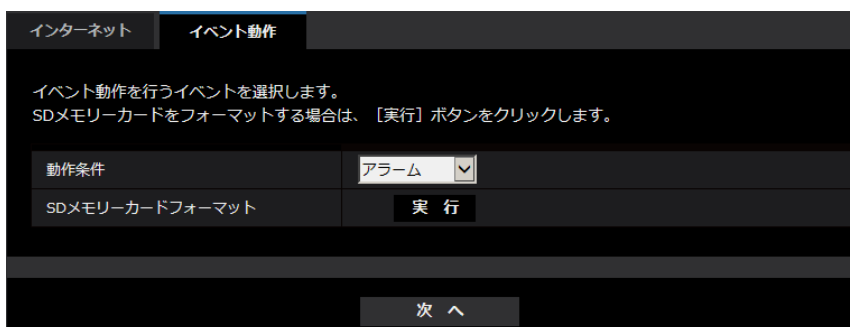 インターネット イベント動作
イベント動作を行うイベントを選択します。
SDメモリーカードをフォーマットする場合は、［実行］ボタンをクリックします。
動作条件 アラーム
SDメモリーカードフォーマット 実 行
次 へ